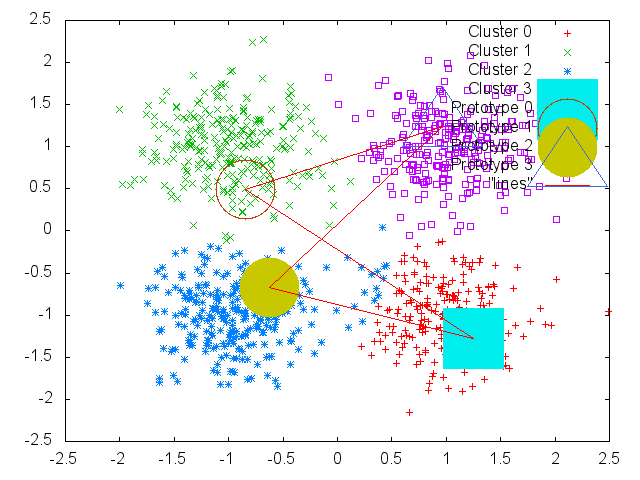 2.5
2
1.5
1
0.5
0
-0.5
-1
-1.5
-2
-2.5
-2.5
-2
-1.5
-1
-0.5
0
0.5
1
1.5
2
2.5
Cluster 0
Cluster 1
Cluster 2
Cluster 3
Prototype 0
Prototype 1
Prototype 2
Prototype 3
"lines"